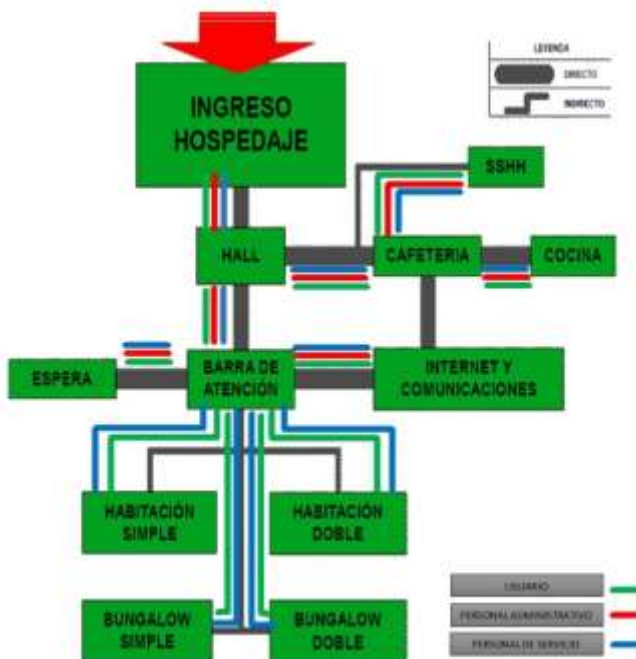 LEYENDA
DIRECTO
INDIRECTO
INGRESO
HOSPEDAJE
SSHH
HALL
CAFETERIA
COCINA
ESPERA
BARRA DE
ATENCIÓN
INTERNET Y
COMUNICACIONES
HABITACIÓN
SIMPLE
HABITACIÓN
DOBLE
BUNGALOW
SIMPLE
BUNGALOW
DOBLE
USUARIO
PERSONAL ADMINISTRATIVO
PERSONAL DE SERVICIO